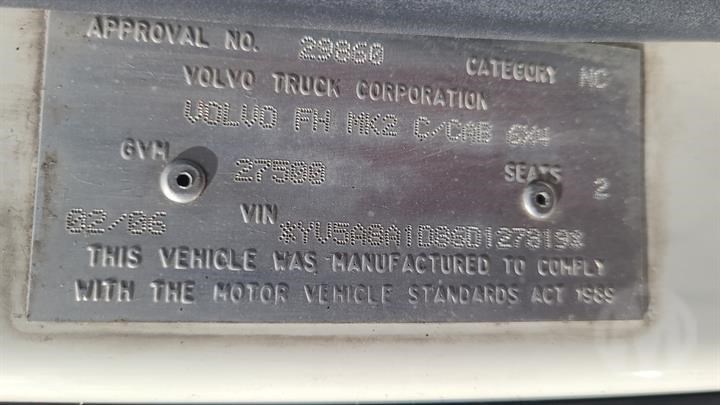 APPROVAL NO. 29860 CATEGORY NC
VOLVO TRUCK CORPORATION
VOLVO FH MK2 C/CAB 6X4
GVM 27500 SEATS 2
02/06 VIN *YV5A8A1D86D127819*
THIS VEHICLE WAS MANUFACTURED TO COMPLY
WITH THE MOTOR VEHICLE STANDARDS ACT 1989